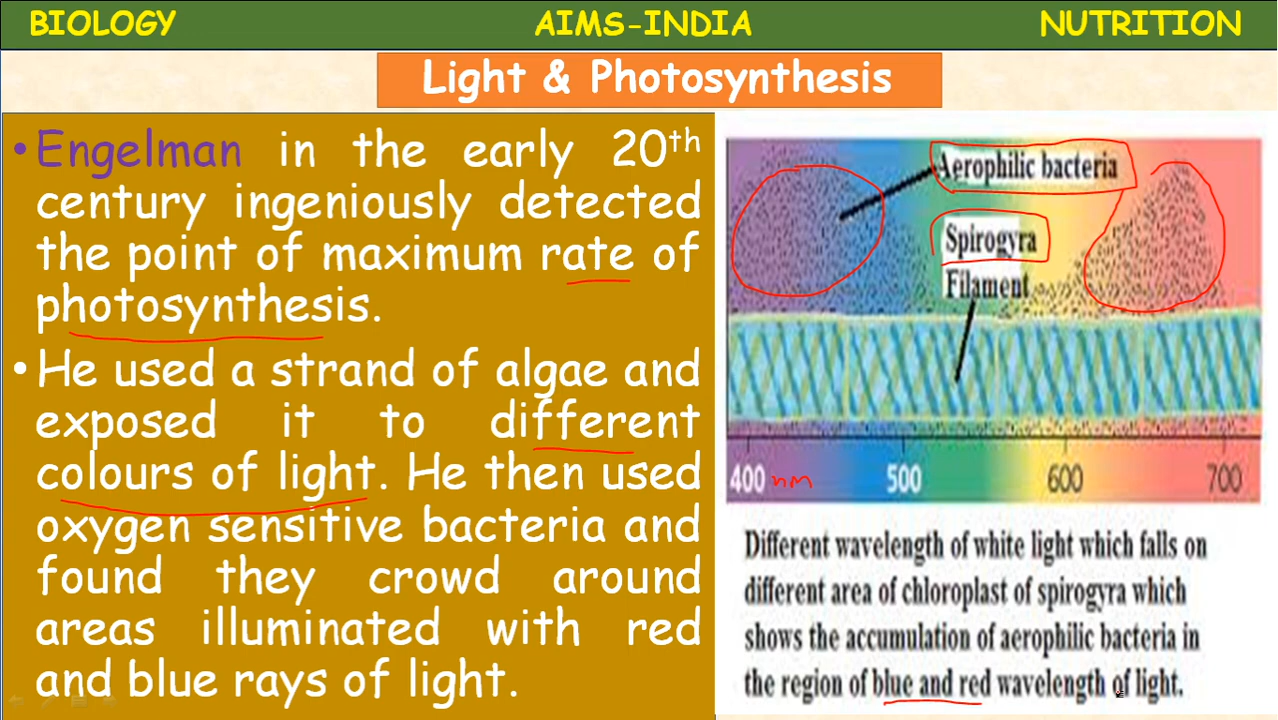 BIOLOGY AIMS-INDIA NUTRITION
Light & Photosynthesis
•Engelman in the early 20th
century ingeniously detected
the point of maximum rate of
photosynthesis.
•He used a strand of algae and
exposed it to different
colours of light. He then used
oxygen sensitive bacteria and
found they crowd around
areas illuminated with red
and blue rays of light.
Aerophilic bacteria
Spirogyra
Filament
400 nm 500 600 700
Different wavelength of white light which falls on
different area of chloroplast of spirogyra which
shows the accumulation of aerophilic bacteria in
the region of blue and red wavelength of light.